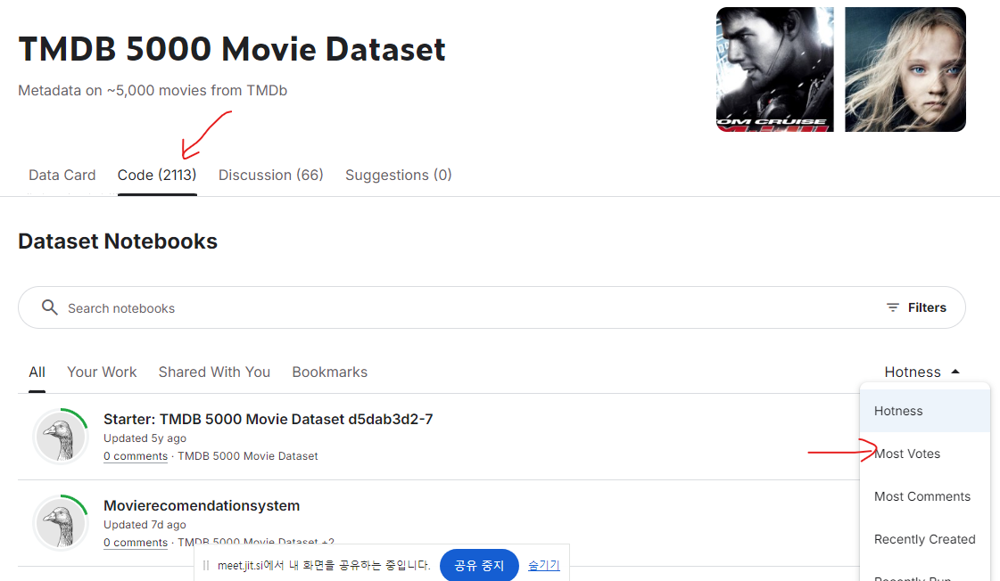 TMDB 5000 Movie Dataset
Metadata on ~5,000 movies from TMDb
OM CRUISE
Data Card Code (2113) Discussion (66) Suggestions (0)
Dataset Notebooks
Search notebooks Filters
All Your Work Shared With You Bookmarks Hotness
Hotness
Starter: TMDB 5000 Movie Dataset d5dab3d2-7
Updated 5y ago
0 comments · TMDB 5000 Movie Dataset
Most Votes
Most Comments
Movierecomendationsystem
Updated 7d ago
0 comments · TMDB 5000 Movie Dataset +2
Recently Created
meet.jit.si에서 내 화면을 공유하는 중입니다. 공유 중지 숨기기
Recently Run